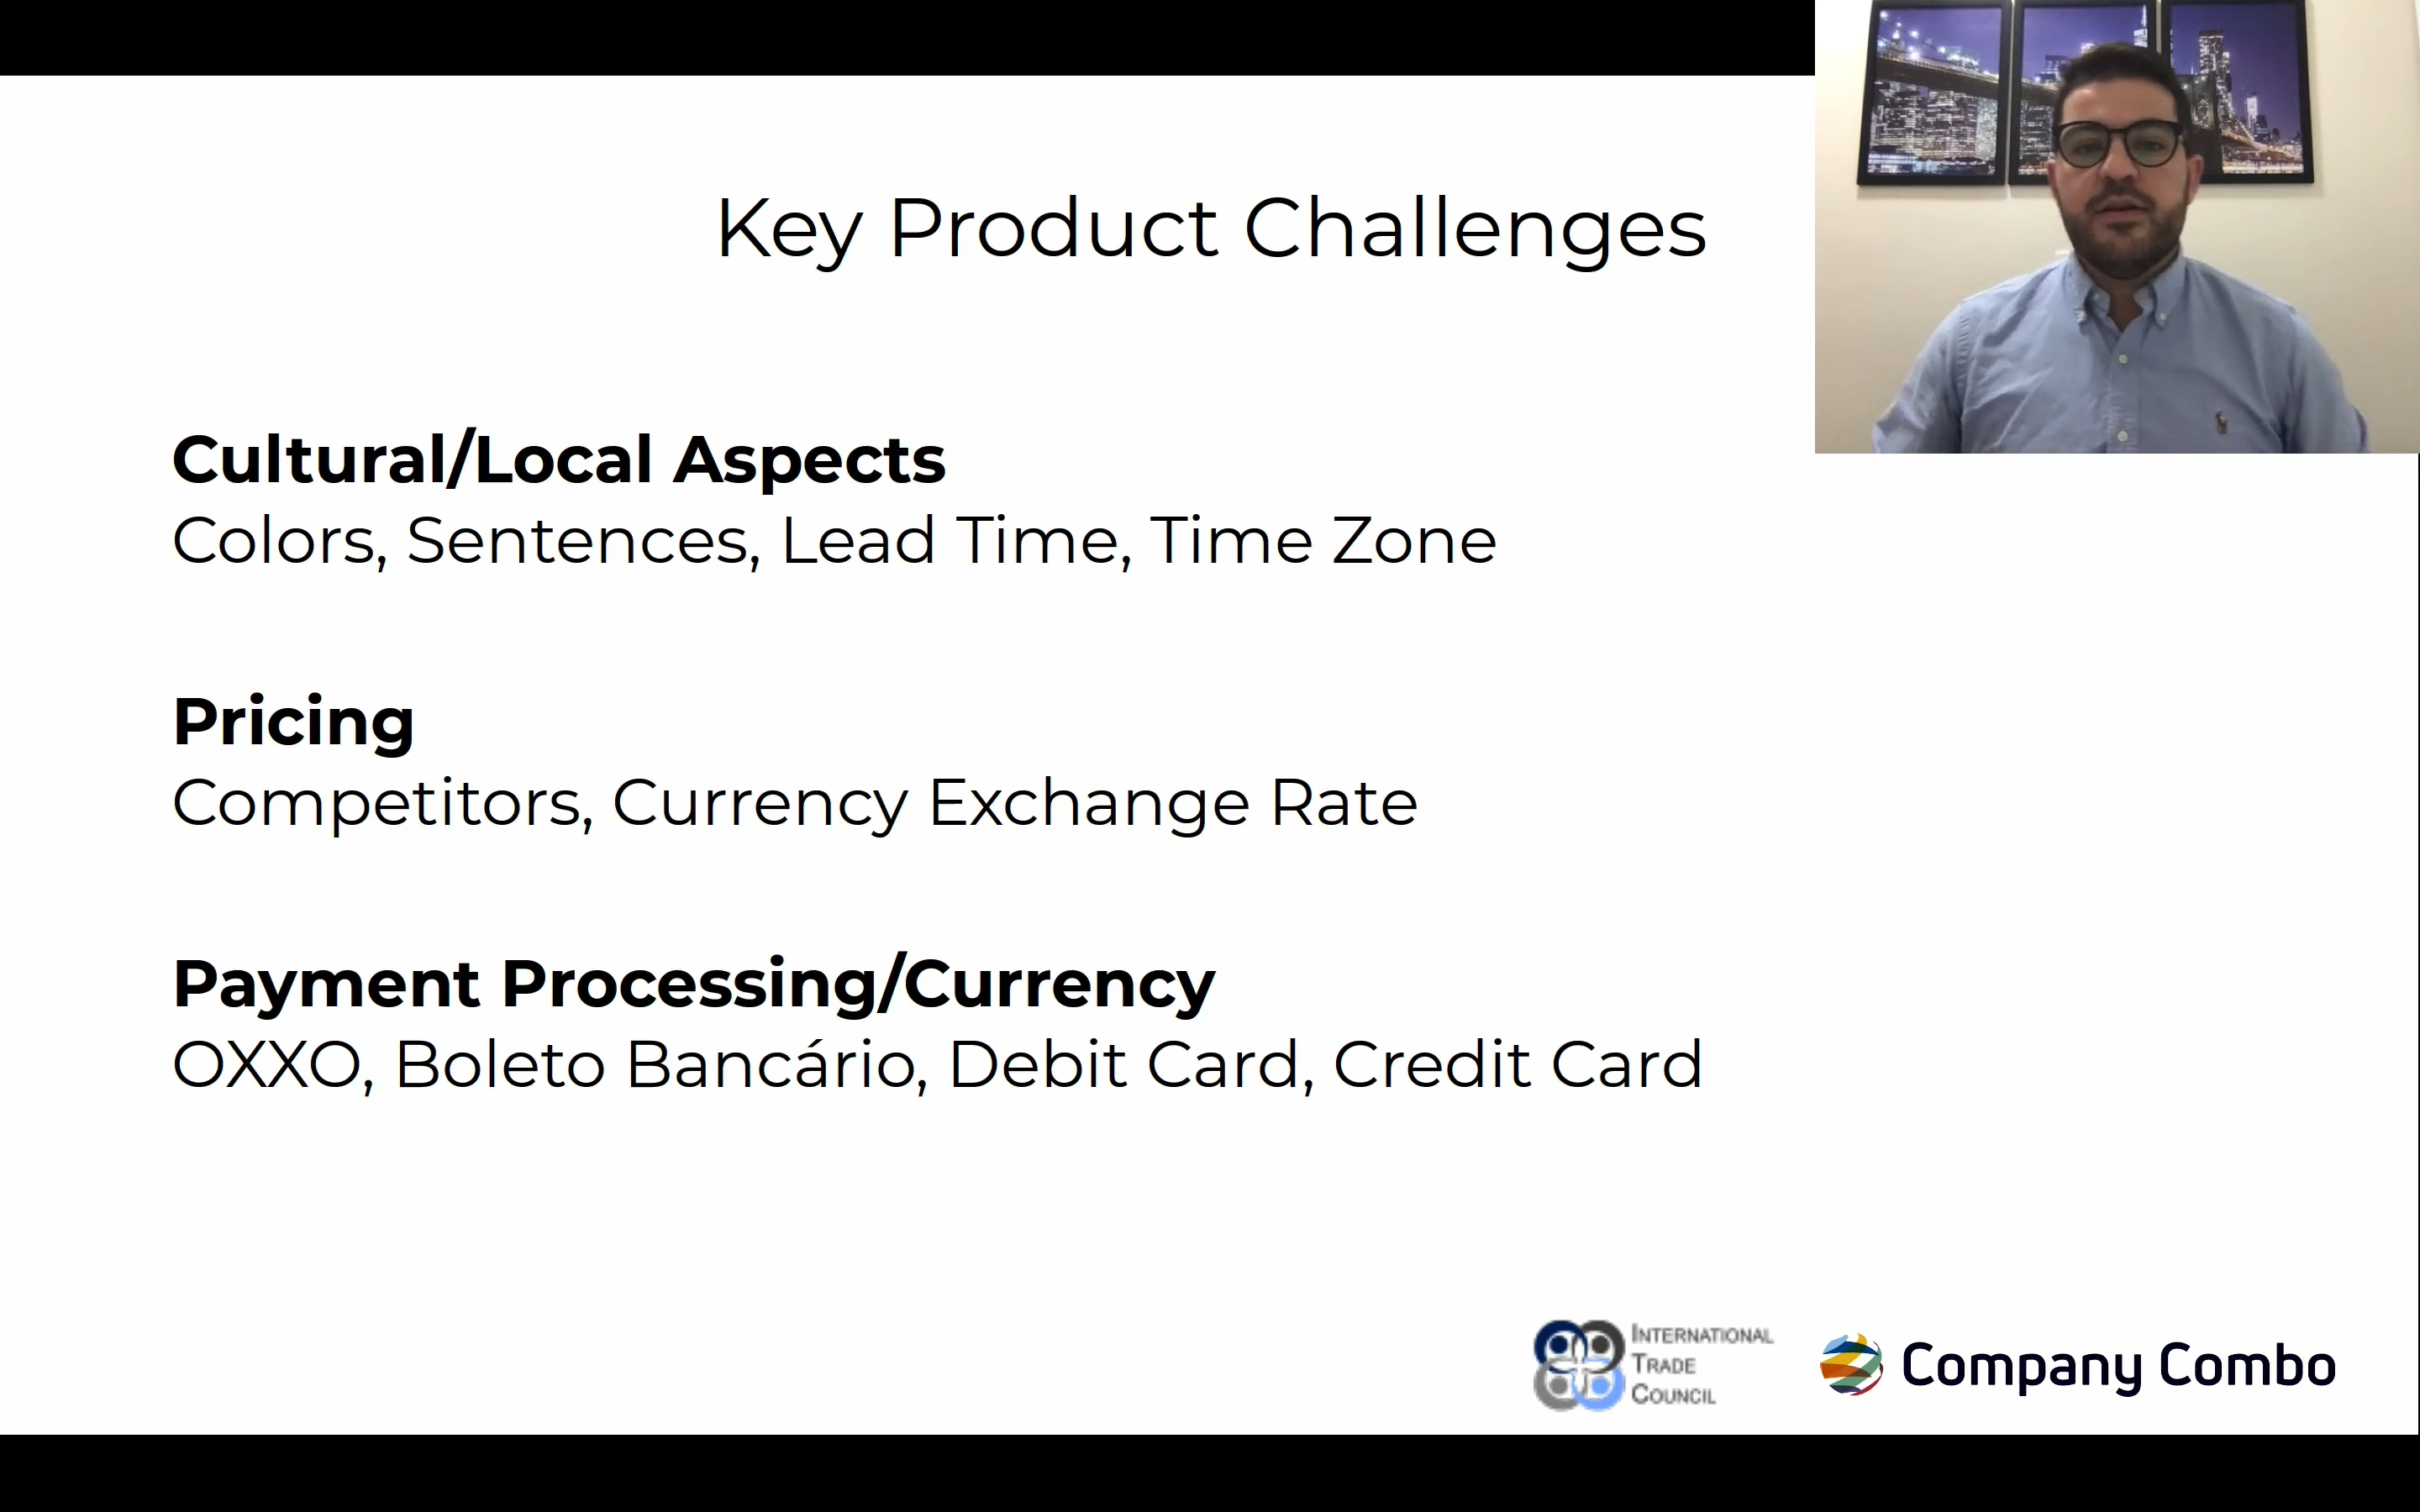 Key Product Challenges
Cultural/Local Aspects
Colors, Sentences, Lead Time, Time Zone
Pricing
Competitors, Currency Exchange Rate
Payment Processing/Currency
OXXO, Boleto Bancário, Debit Card, Credit Card
INTERNATIONAL
TRADE
COUNCIL
Company Combo